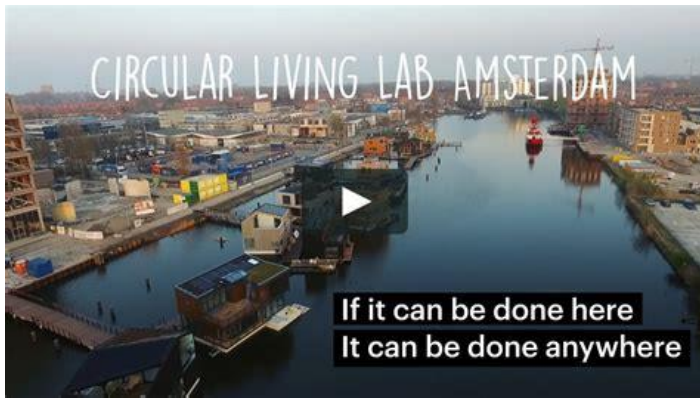 CIRCULAR LIVING LAB AMSTERDAM
If it can be done here
It can be done anywhere